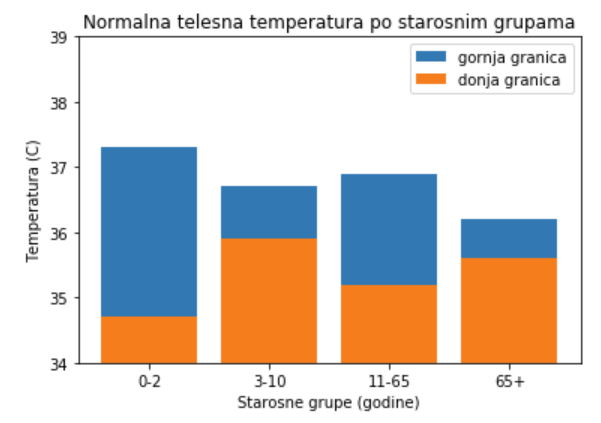 Normalna telesna temperatura po starosnim grupama
gornja granica
donja granica
Temperatura (C)
39
38
37
36
35
34
0-2 3-10 11-65 65+
Starosne grupe (godine)